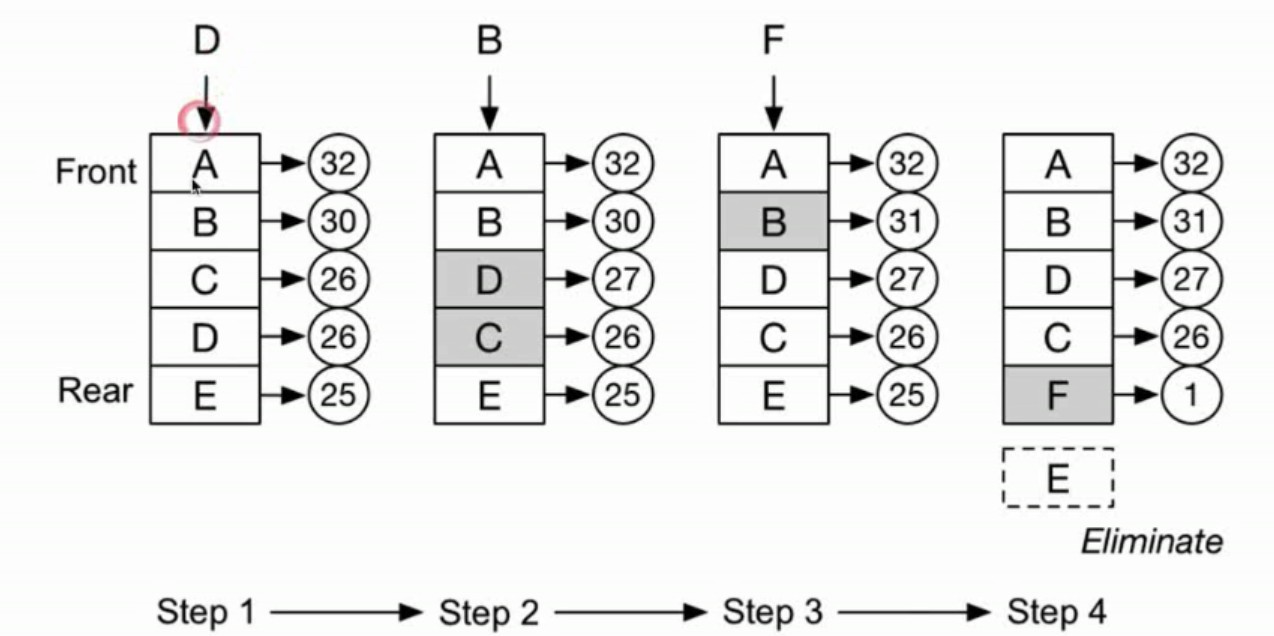 D B F
Front A 32 A 32 A 32 A 32
B 30 B 30 B 31 B 31
C 26 D 27 D 27 D 27
D 26 C 26 C 26 C 26
Rear E 25 E 25 E 25 F 1
E
Eliminate
Step 1 Step 2 Step 3 Step 4